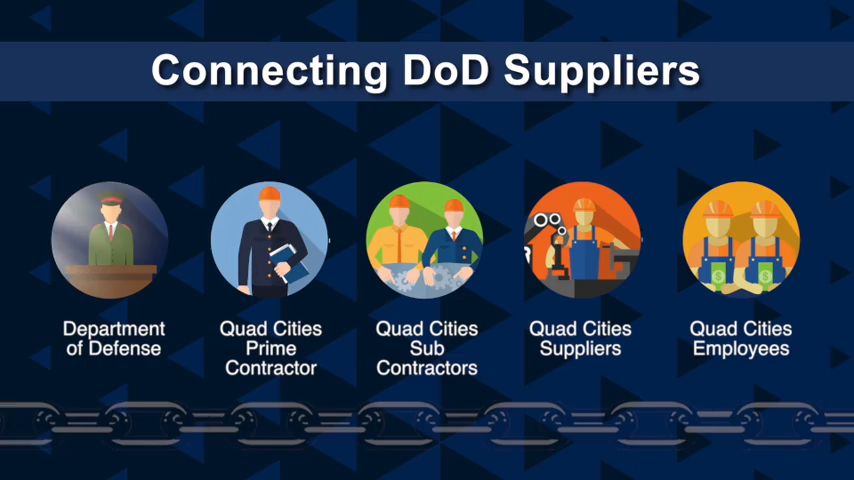 Connecting DoD Suppliers
Department
of Defense
Quad Cities
Prime
Contractor
Quad Cities
Sub
Contractors
Quad Cities
Suppliers
Quad Cities
Employees